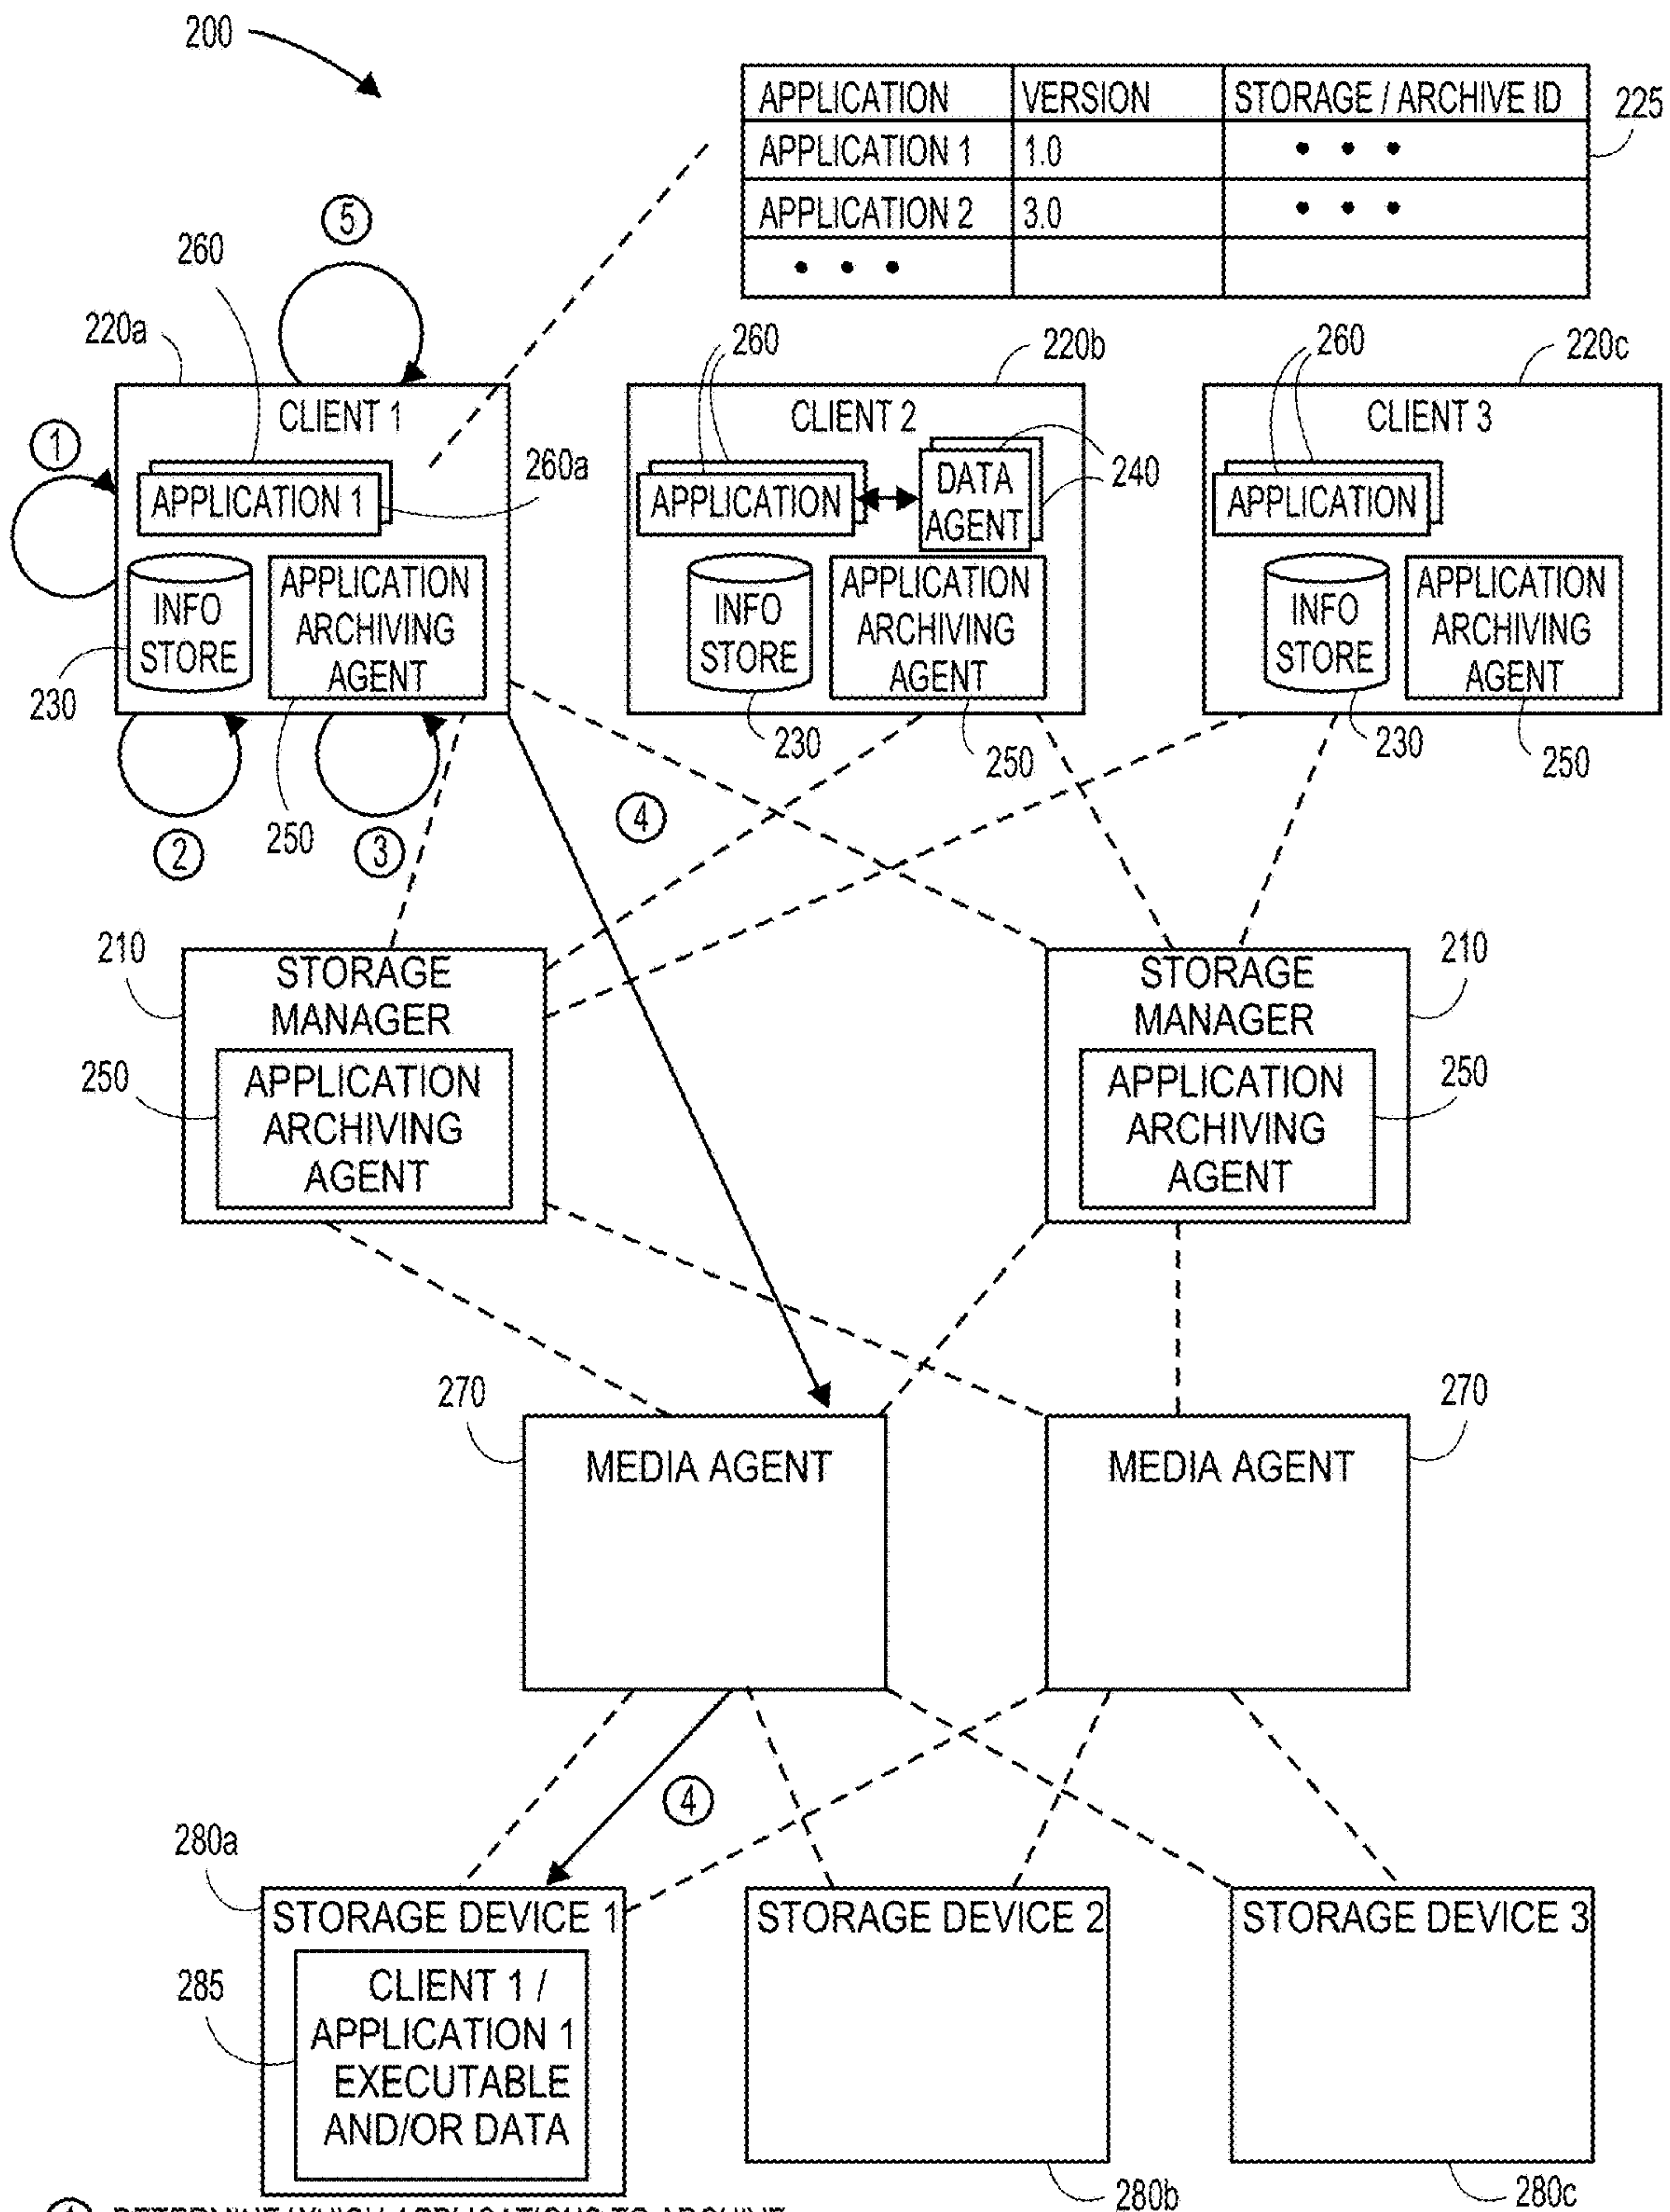 200
APPLICATION VERSION STORAGE / ARCHIVE ID
225
APPLICATION 1 1.0 • • •
APPLICATION 2 3.0 • • •
• • •
5
260
220a
CLIENT 1
1
APPLICATION 1
260a
INFO
STORE
APPLICATION
ARCHIVING
AGENT
230
2
250
3
260
220b
CLIENT 2
APPLICATION
DATA
AGENT
240
INFO
STORE
APPLICATION
ARCHIVING
AGENT
230
250
260
220c
CLIENT 3
APPLICATION
INFO
STORE
APPLICATION
ARCHIVING
AGENT
230
250
4
210
STORAGE
MANAGER
250
APPLICATION
ARCHIVING
AGENT
210
STORAGE
MANAGER
250
APPLICATION
ARCHIVING
AGENT
270
MEDIA AGENT
270
MEDIA AGENT
4
280a
STORAGE DEVICE 1
285
CLIENT 1 /
APPLICATION 1
EXECUTABLE
AND/OR DATA
STORAGE DEVICE 2
280b
STORAGE DEVICE 3
280c